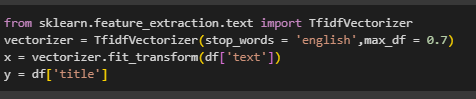 from sklearn.feature_extraction.text import TfidfVectorizer
vectorizer = TfidfVectorizer(stop_words = 'english',max_df = 0.7)
x = vectorizer.fit_transform(df['text'])
y = df['title']